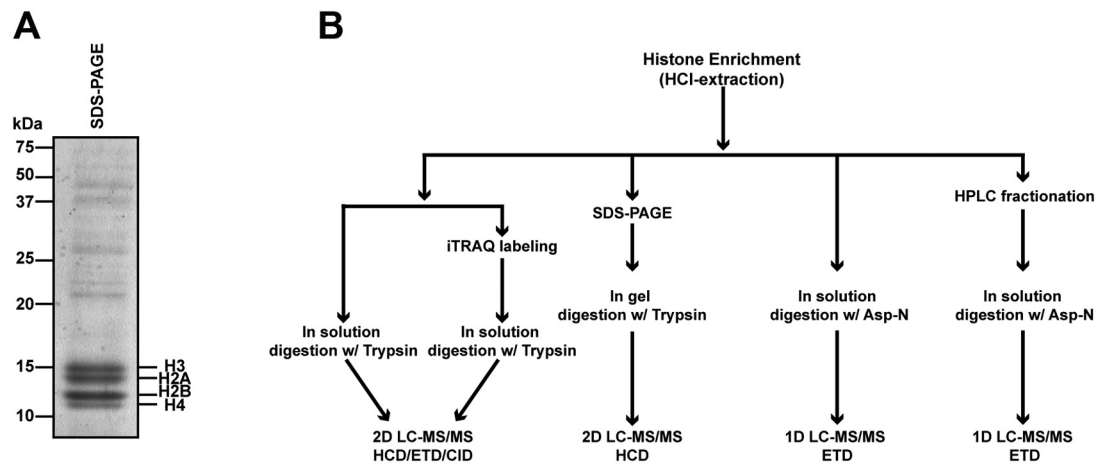 A
SDS-PAGE
kDa
75
50
37
25
20
15
10
H3
H2A
H2B
H4
B
Histone Enrichment
(HCl-extraction)
HPLC fractionation
SDS-PAGE
iTRAQ labeling
In solution
digestion w/ Trypsin
In solution
digestion w/ Trypsin
In gel
digestion w/ Trypsin
In solution
digestion w/ Asp-N
In solution
digestion w/ Asp-N
2D LC-MS/MS
HCD/ETD/CID
2D LC-MS/MS
HCD
1D LC-MS/MS
ETD
1D LC-MS/MS
ETD